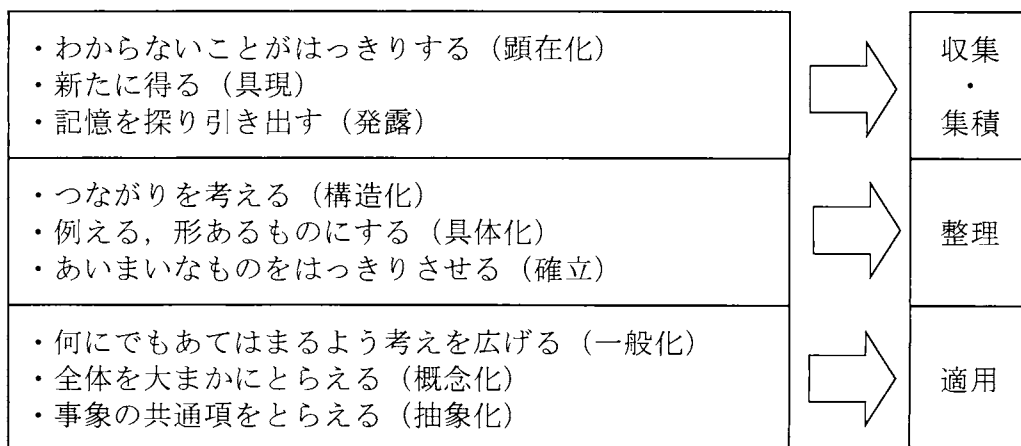 ・わからないことがはっきりする（顕在化）
・新たに得る（具現）
・記憶を探り引き出す（発露）
収集
・
集積
・つながりを考える（構造化）
・例える，形あるものにする（具体化）
・あいまいなものをはっきりさせる（確立）
整理
・何にでもあてはまるよう考えを広げる（一般化）
・全体を大まかにとらえる（概念化）
・事象の共通項をとらえる（抽象化）
適用